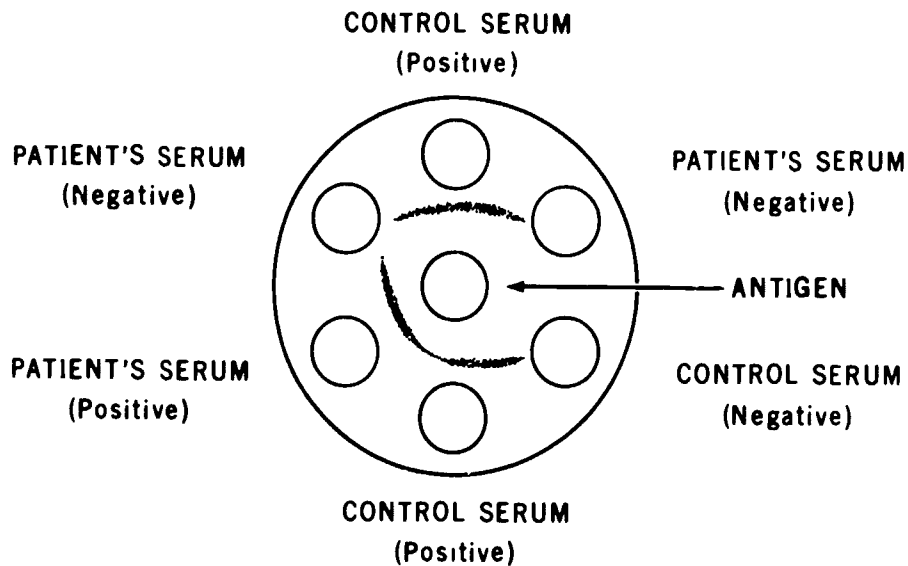 CONTROL SERUM
(Positive)
PATIENT'S SERUM
(Negative)
PATIENT'S SERUM
(Negative)
ANTIGEN
PATIENT'S SERUM
(Positive)
CONTROL SERUM
(Negative)
CONTROL SERUM
(Positive)